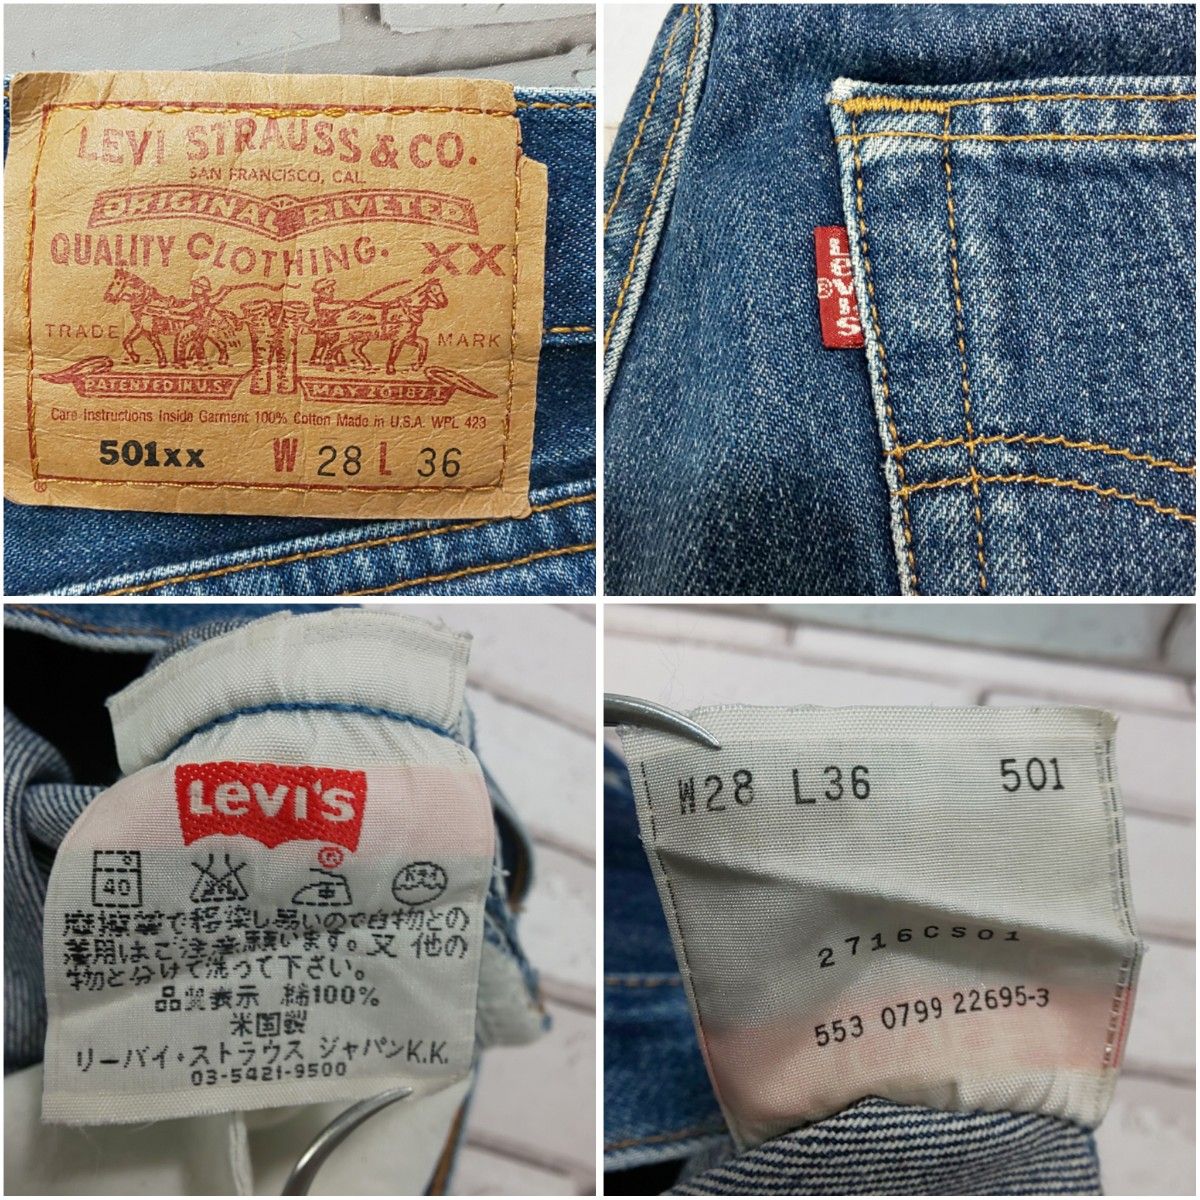 LEVI STRAUSS & CO.
SAN FRANCISCO, CAL.
ORIGINAL RIVETED
QUALITY CLOTHING. XX
TRADE MARK
PATENTED IN U.S. MAY 20 1873
Care Instructions Inside Garment 100% Cotton Made in U.S.A. WPL 423
501xx W 28 L 36
®
LEVI'S
®
Levi's
®
40 ドライ
摩擦等で移染し易いので白物との
着用はご注意願います。又 他の
物と分けて洗って下さい。
品質表示 綿100%
米国製
リーバイ・ストラウス ジャパンK.K.
03-5421-9500
W28 L36 501
2716CS01
553 0799 22695-3